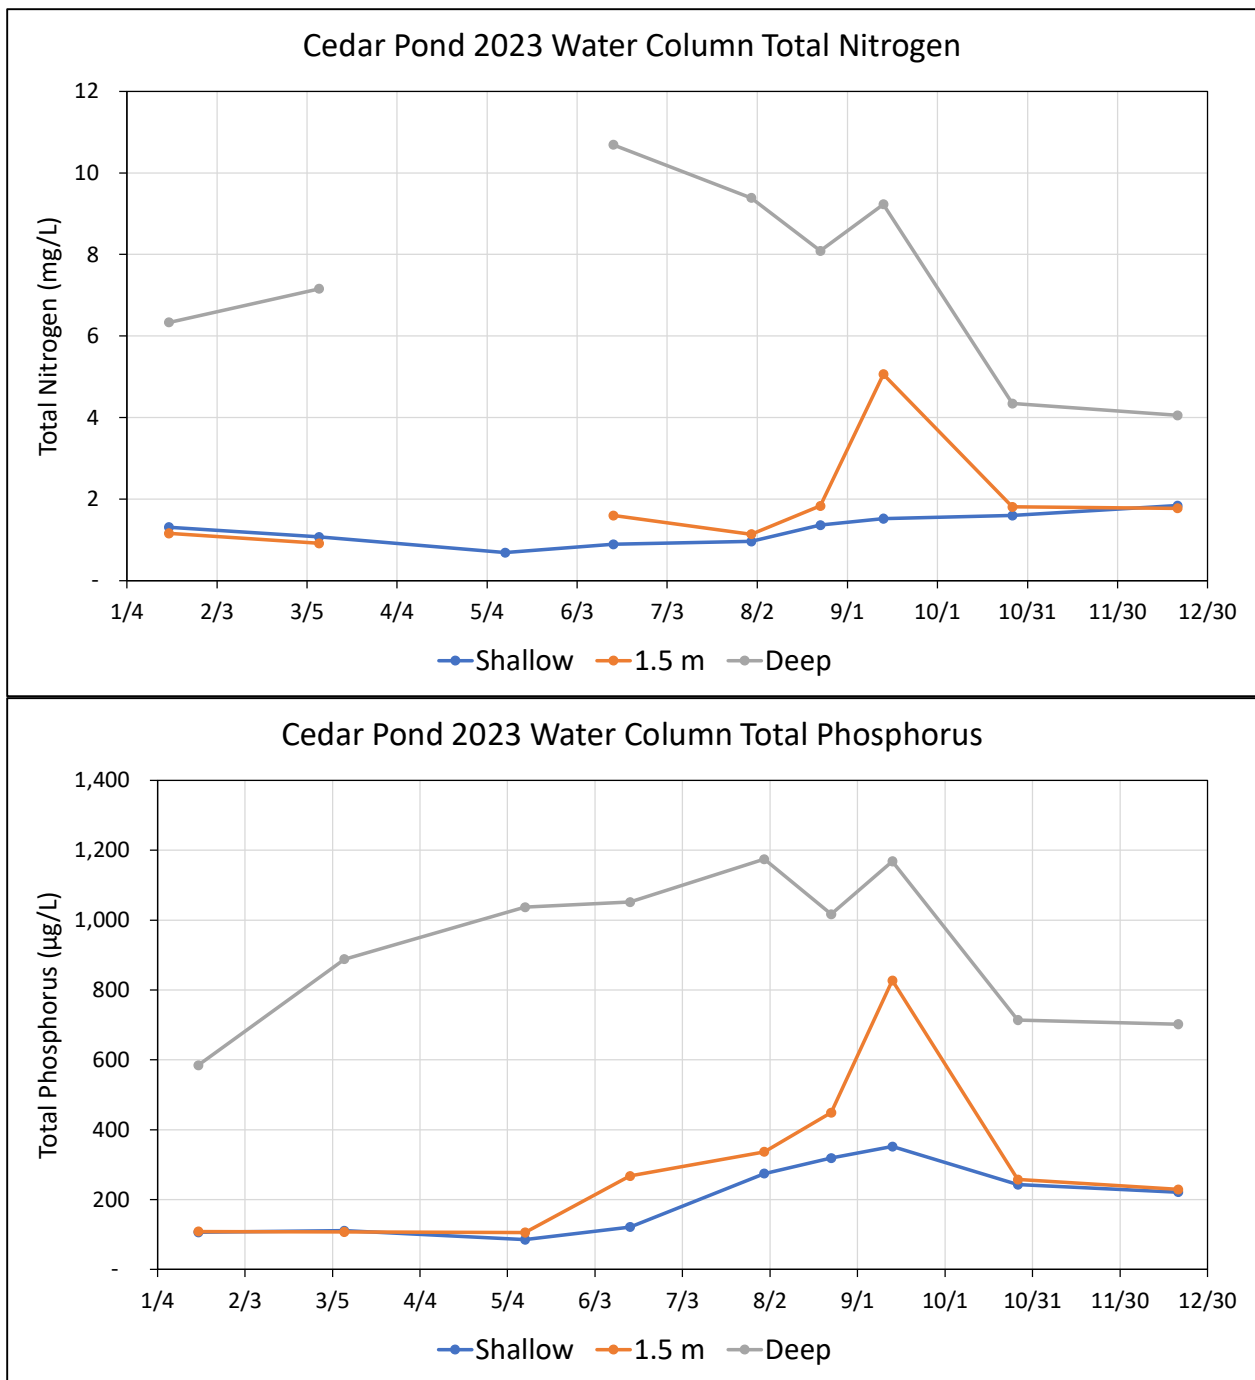 Cedar Pond 2023 Water Column Total Nitrogen
12
10
8
6
4
2
-
Total Nitrogen (mg/L)
1/4 2/3 3/5 4/4 5/4 6/3 7/3 8/2 9/1 10/1 10/31 11/30 12/30
Shallow 1.5 m Deep
Cedar Pond 2023 Water Column Total Phosphorus
1,400
1,200
1,000
800
600
400
200
-
Total Phosphorus (µg/L)
1/4 2/3 3/5 4/4 5/4 6/3 7/3 8/2 9/1 10/1 10/31 11/30 12/30
Shallow 1.5 m Deep